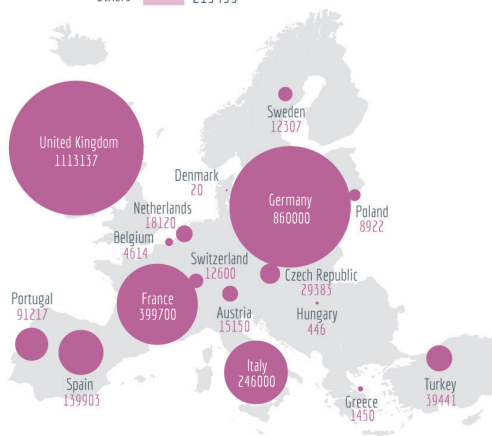 Sweden
12307
United Kingdom
1113137
Denmark
20
Germany
860000
Netherlands
18120
Poland
8922
Belgium
4614
Switzerland
12600
Czech Republic
29383
Portugal
91217
France
399700
Austria
15150
Hungary
446
Italy
246000
Spain
139903
Turkey
39441
Greece
1450